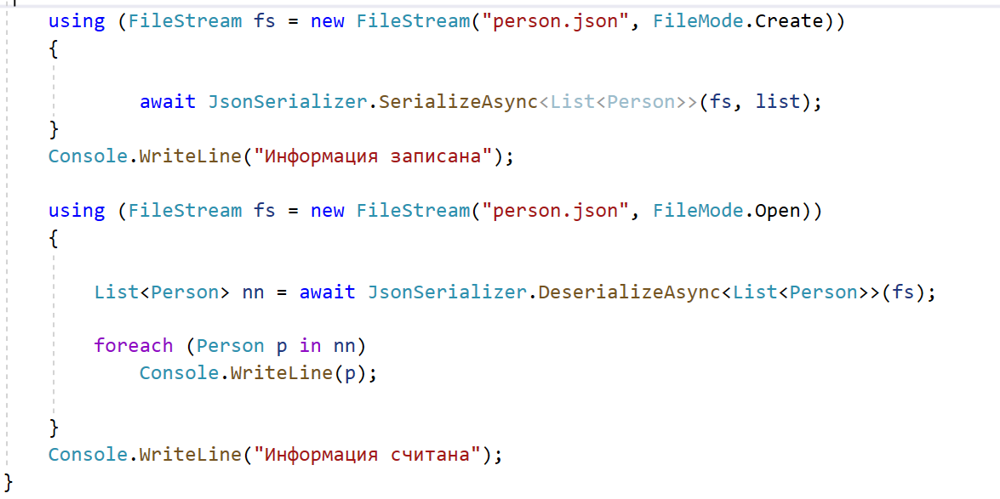 using (FileStream fs = new FileStream("person.json", FileMode.Create))
{
await JsonSerializer.SerializeAsync<List<Person>>(fs, list);
}
Console.WriteLine("Информация записана");
using (FileStream fs = new FileStream("person.json", FileMode.Open))
{
List<Person> nn = await JsonSerializer.DeserializeAsync<List<Person>>(fs);
foreach (Person p in nn)
Console.WriteLine(p);
}
Console.WriteLine("Информация считана");
}